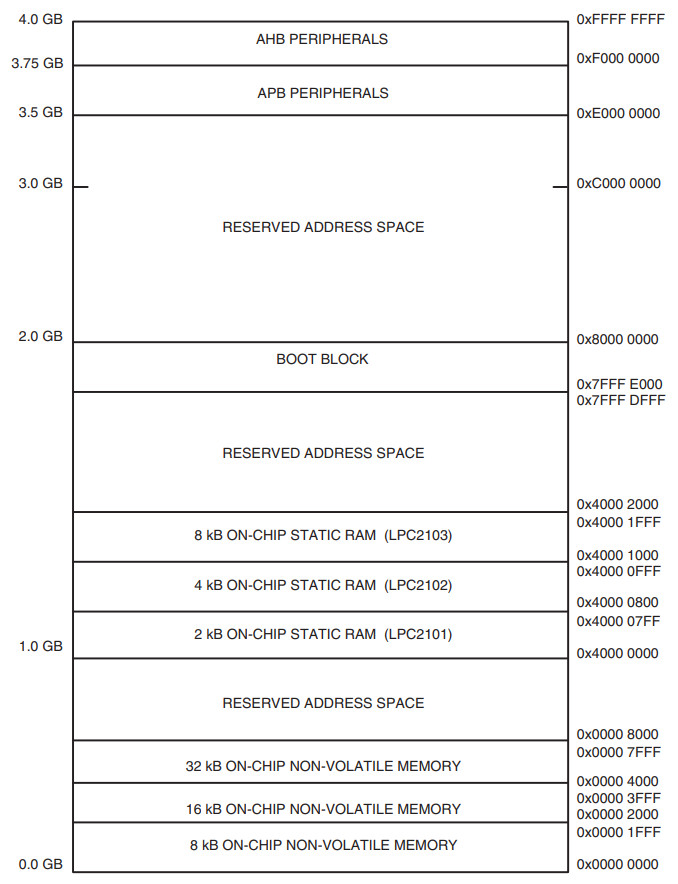 4.0 GB 0xFFFF FFFF
AHB PERIPHERALS
3.75 GB 0xF000 0000
APB PERIPHERALS
3.5 GB 0xE000 0000
3.0 GB 0xC000 0000
RESERVED ADDRESS SPACE
2.0 GB 0x8000 0000
BOOT BLOCK
0x7FFF E000
0x7FFF DFFF
RESERVED ADDRESS SPACE
0x4000 2000
0x4000 1FFF
8 kB ON-CHIP STATIC RAM (LPC2103)
0x4000 1000
0x4000 0FFF
4 kB ON-CHIP STATIC RAM (LPC2102)
0x4000 0800
0x4000 07FF
2 kB ON-CHIP STATIC RAM (LPC2101)
1.0 GB 0x4000 0000
RESERVED ADDRESS SPACE
0x0000 8000
0x0000 7FFF
32 kB ON-CHIP NON-VOLATILE MEMORY
0x0000 4000
0x0000 3FFF
16 kB ON-CHIP NON-VOLATILE MEMORY
0x0000 2000
0x0000 1FFF
8 kB ON-CHIP NON-VOLATILE MEMORY
0.0 GB 0x0000 0000